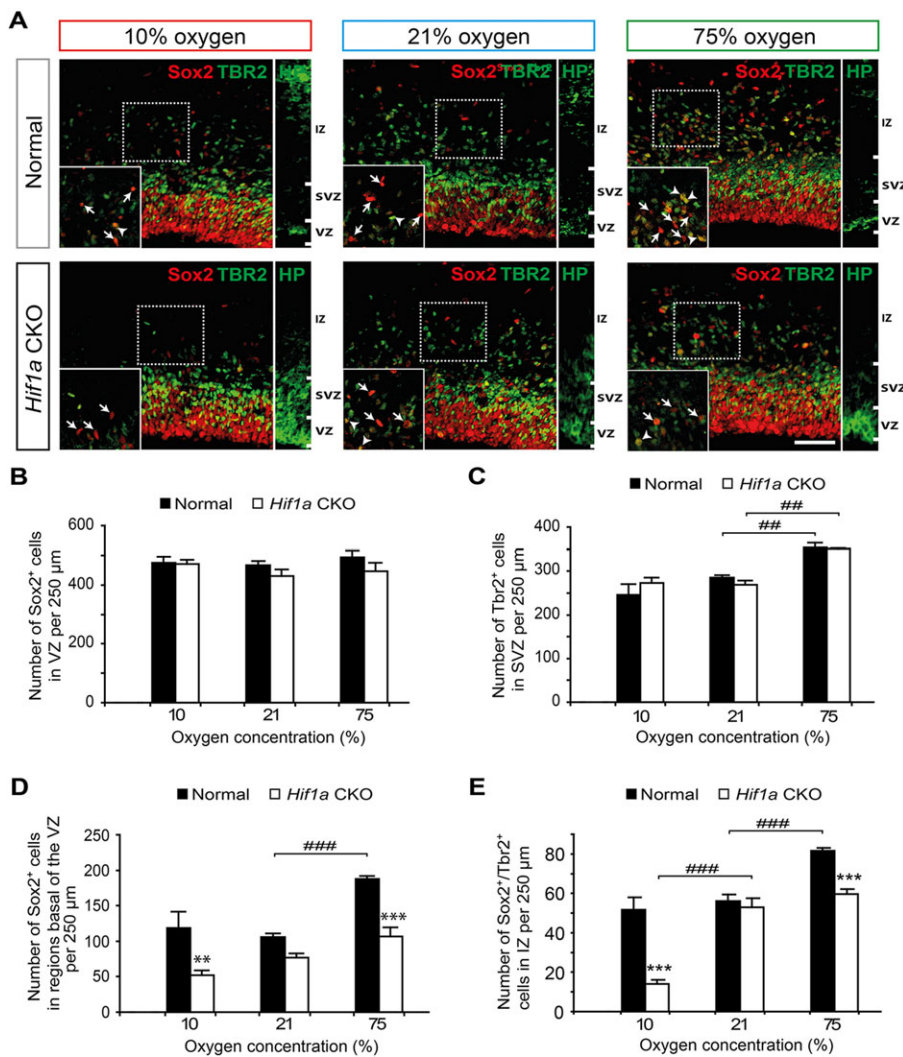 A
10% oxygen
21% oxygen
75% oxygen
Normal
Sox2 TBR2 HP
IZ
SVZ
VZ
Sox2 TBR2 HP
IZ
SVZ
VZ
Sox2 TBR2 HP
IZ
SVZ
VZ
Hif1a CKO
Sox2 TBR2 HP
IZ
SVZ
VZ
Sox2 TBR2 HP
IZ
SVZ
VZ
Sox2 TBR2 HP
IZ
SVZ
VZ
B
Normal Hif1a CKO
Number of Sox2+ cells
in VZ per 250 µm
600
400
200
0
10 21 75
Oxygen concentration (%)
C
Normal Hif1a CKO
Number of Tbr2+ cells
in SVZ per 250 µm
400
300
200
100
0
##
##
10 21 75
Oxygen concentration (%)
D
Normal Hif1a CKO
Number of Sox2+ cells
in regions basal of the VZ
per 250 µm
250
200
150
100
50
0
###
**
***
10 21 75
Oxygen concentration (%)
E
Normal Hif1a CKO
Number of Sox2+/Tbr2+
cells in IZ per 250 µm
80
60
40
20
0
###
###
***
***
10 21 75
Oxygen concentration (%)